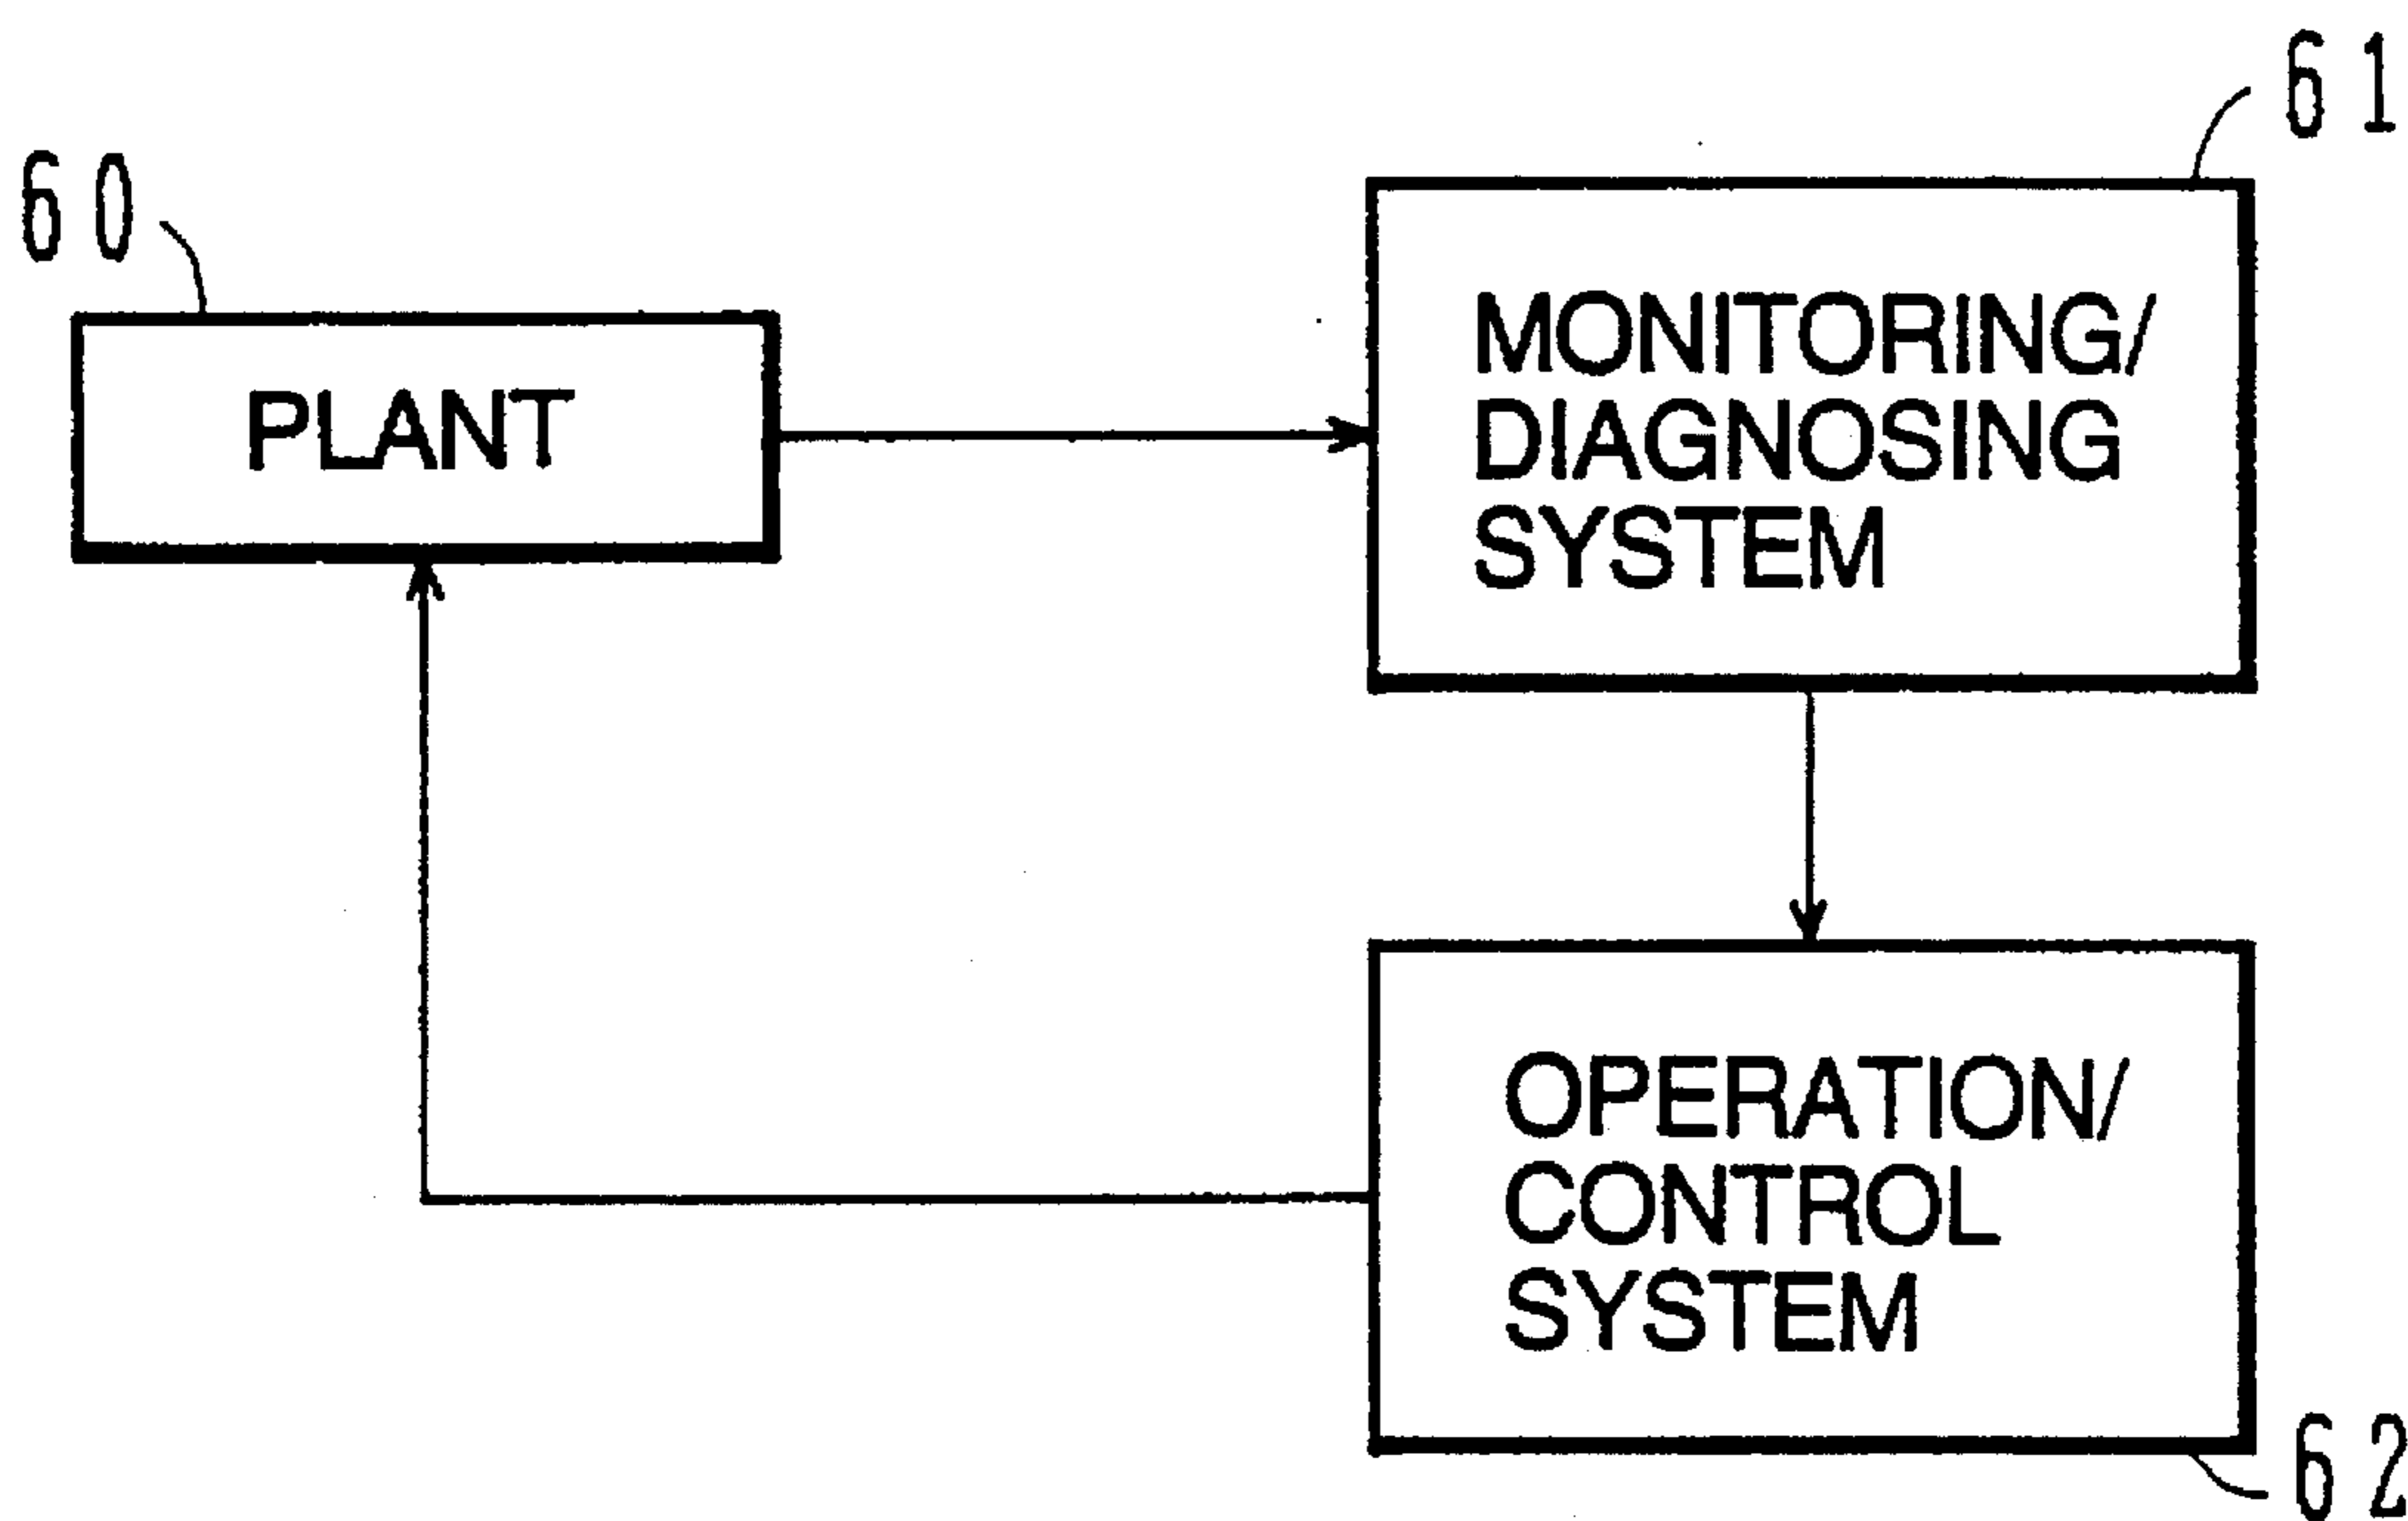 61
60
MONITORING/
DIAGNOSING
SYSTEM
PLANT
OPERATION/
CONTROL
SYSTEM
62